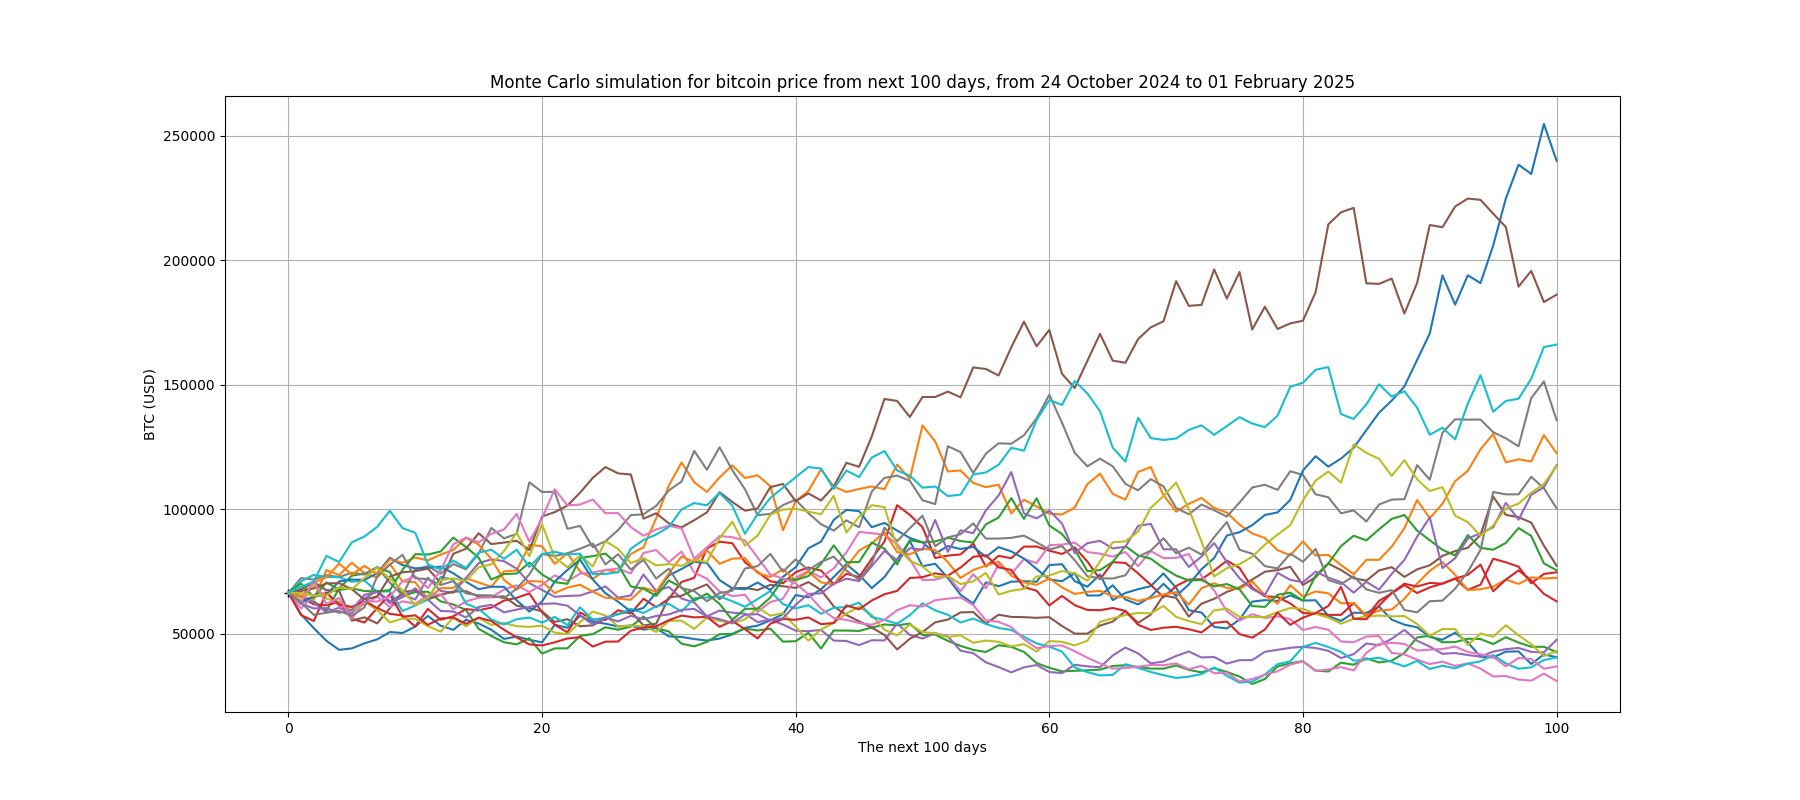 Monte Carlo simulation for bitcoin price from next 100 days, from 24 October 2024 to 01 February 2025
250000
200000
150000
100000
50000
BTC (USD)
0 20 40 60 80 100
The next 100 days